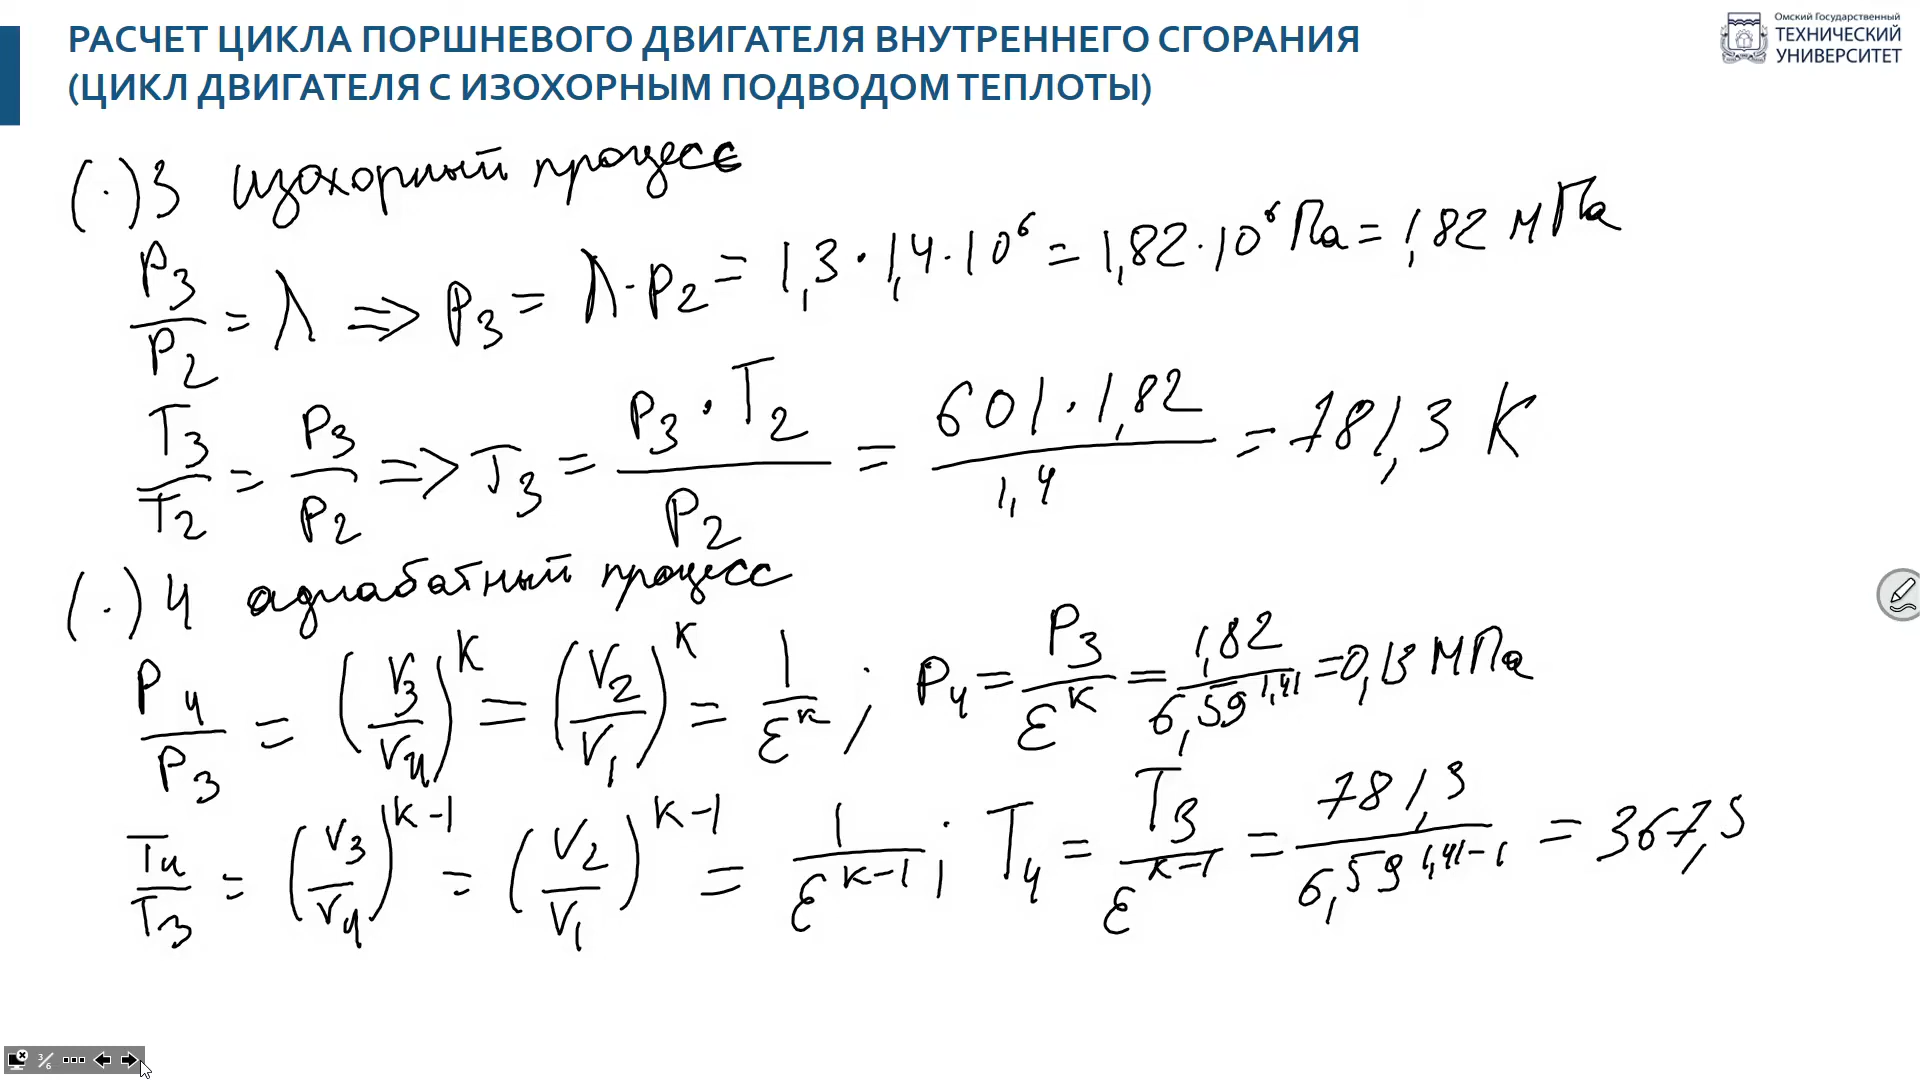 РАСЧЕТ ЦИКЛА ПОРШНЕВОГО ДВИГАТЕЛЯ ВНУТРЕННЕГО СГОРАНИЯ
(ЦИКЛ ДВИГАТЕЛЯ С ИЗОХОРНЫМ ПОДВОДОМ ТЕПЛОТЫ)
Омский Государственный
ТЕХНИЧЕСКИЙ
УНИВЕРСИТЕТ
(·)3 изохорный процесс
P₃/P₂ = λ => P₃ = λ·P₂ = 1,3·1,4·10⁶ = 1,82·10⁶ Па = 1,82 МПа
T₃/T₂ = P₃/P₂ => T₃ = (P₃·T₂)/P₂ = (601·1,82)/1,4 = 781,3 К
(·)4 адиабатный процесс
P₄/P₃ = (V₃/V₄)^K = (V₂/V₁)^K = 1/ε^K ; P₄ = P₃/ε^K = 1,82/6,59^1,41 = 0,13 МПа
T₄/T₃ = (V₃/V₄)^(K-1) = (V₂/V₁)^(K-1) = 1/ε^(K-1) ; T₄ = T₃/ε^(K-1) = 781,3/6,59^(1,41-1) = 367,5
3/6